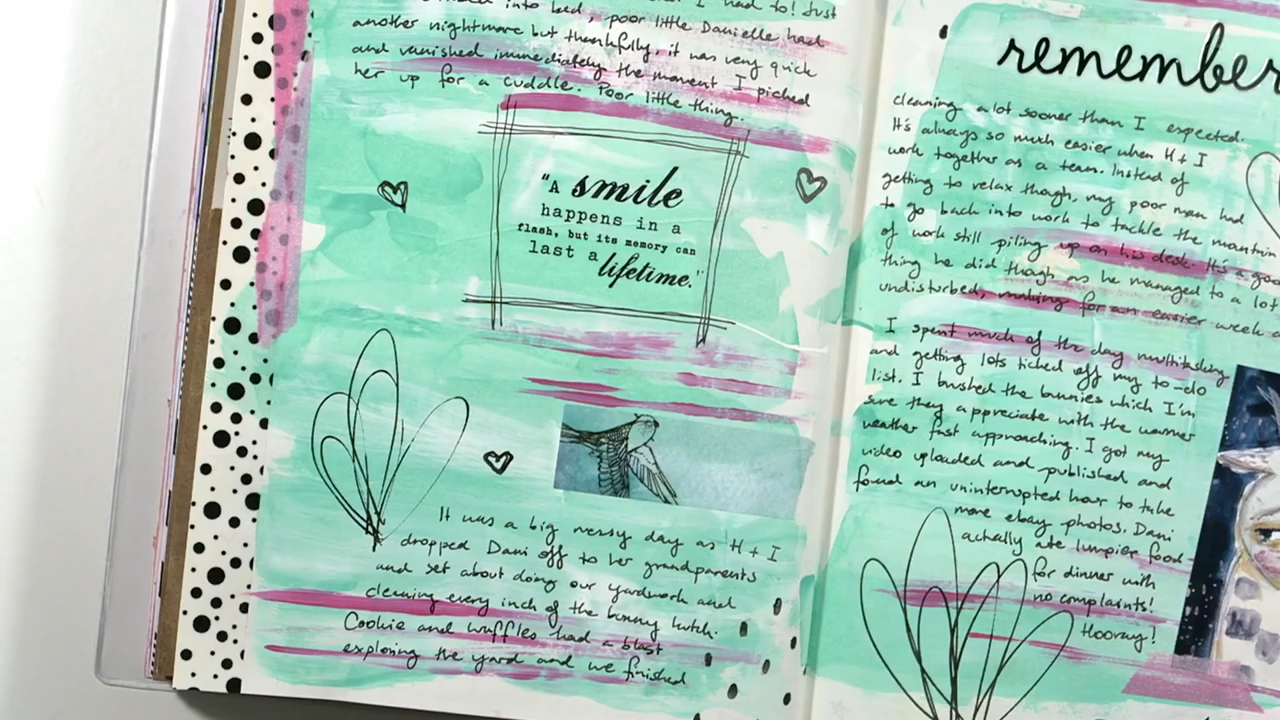 I had to! Just
into bed, poor little Danielle had
another nightmare but thankfully, it was very quick
and vanished immediately the moment I picked
her up for a cuddle. Poor little thing.
"A smile
happens in a
flash, but its memory can
last a lifetime."
It was a big messy day as H + I
dropped Dani off to her grandparents
and set about doing our yardwork and
cleaning every inch of the bunny hutch.
Cookie and Waffles had a blast
exploring the yard and we finished
remember
cleaning a lot sooner than I expected.
It's always so much easier when H + I
work together as a team. Instead of
getting to relax though, my poor man had
to go back into work to tackle the mountain
of work still piling up on his desk. It's a good
thing he did though as he managed to a lot
undisturbed, making for an easier week
I spent much of the day multitasking
and getting lots ticked off my to-do
list. I brushed the bunnies which I'm
sure they appreciate with the warmer
weather fast approaching. I got my
video uploaded and published and
found an uninterrupted hour to take
more ebay photos. Dani
actually ate lumpier food
for dinner with
no complaints!
Hooray!